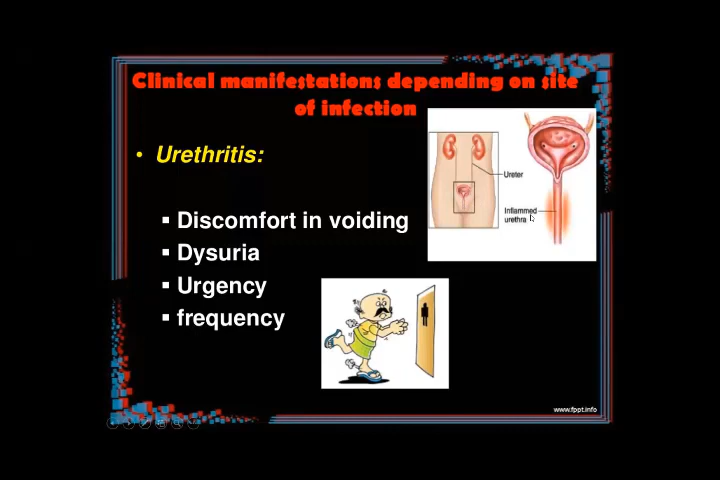 Clinical manifestations depending on site
of infection
• Urethritis:
▪ Discomfort in voiding
▪ Dysuria
▪ Urgency
▪ frequency
Ureter
Inflammed
urethra
www.fppt.info